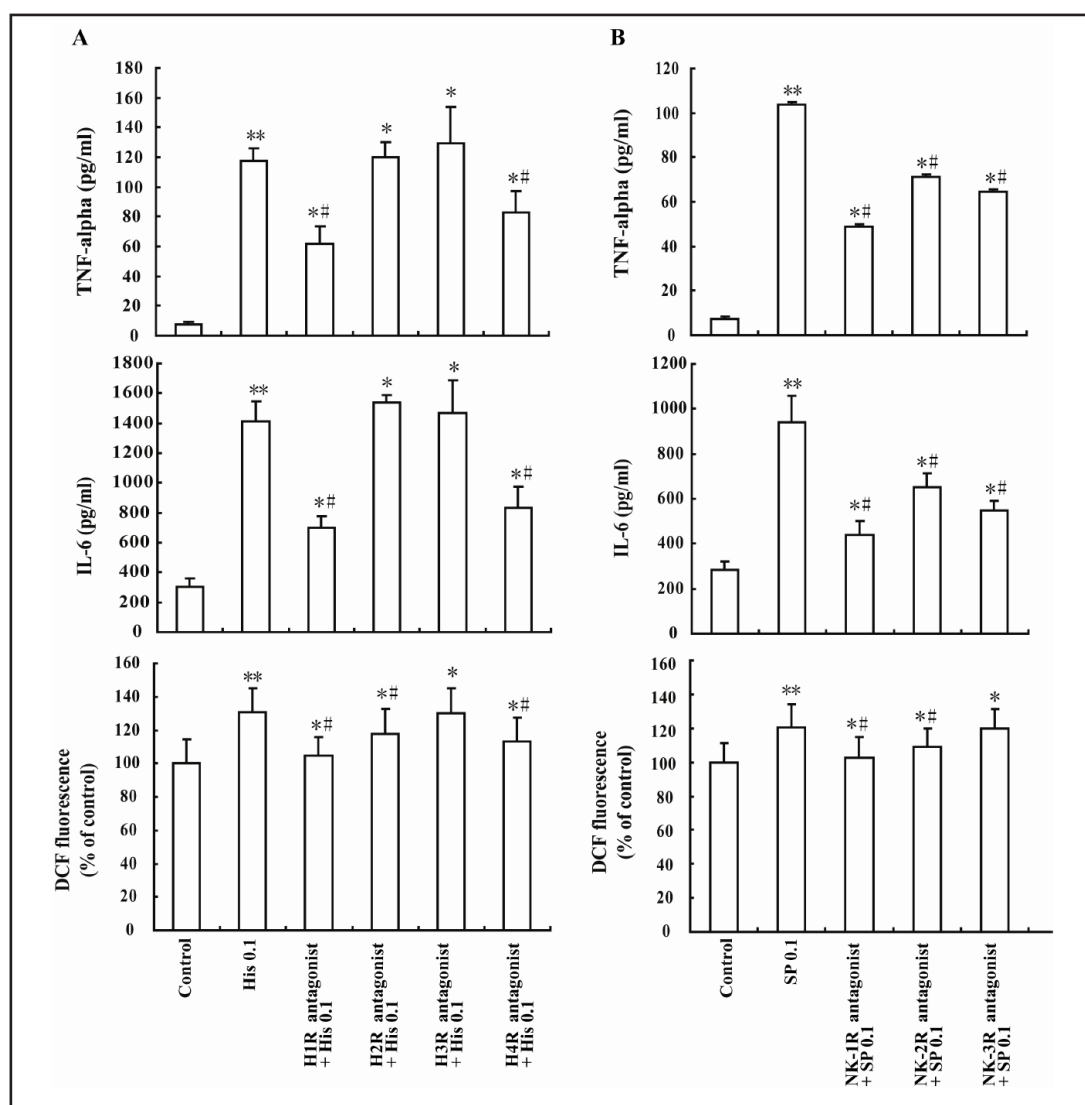 A
180
160
140
120
100
80
60
40
20
0
TNF-alpha (pg/ml)
**
*#
*
*
*#
1800
1600
1400
1200
1000
800
600
400
200
0
IL-6 (pg/ml)
**
*#
*
*
*#
160
140
120
100
80
60
40
20
0
DCF fluorescence
(% of control)
**
*#
*#
*
*#
Control
His 0.1
H1R antagonist
+ His 0.1
H2R antagonist
+ His 0.1
H3R antagonist
+ His 0.1
H4R antagonist
+ His 0.1
B
120
100
80
60
40
20
0
TNF-alpha (pg/ml)
**
*#
*#
*#
1200
1000
800
600
400
200
0
IL-6 (pg/ml)
**
*#
*#
*#
160
140
120
100
80
60
40
20
0
DCF fluorescence
(% of control)
**
*#
*#
*
Control
SP 0.1
NK-1R antagonist
+ SP 0.1
NK-2R antagonist
+ SP 0.1
NK-3R antagonist
+ SP 0.1